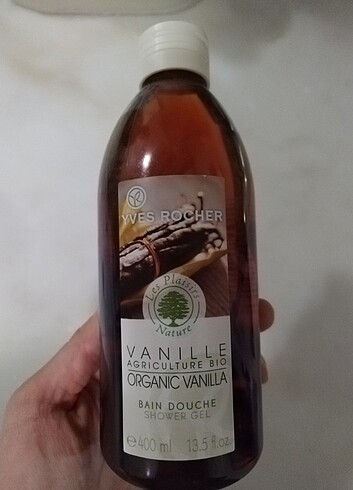 YVES ROCHER
Les Plaisirs
Nature
VANILLE
AGRICULTURE BIO
ORGANIC VANILLA
BAIN DOUCHE
SHOWER GEL
℮400 ml 13.5 fl.oz.